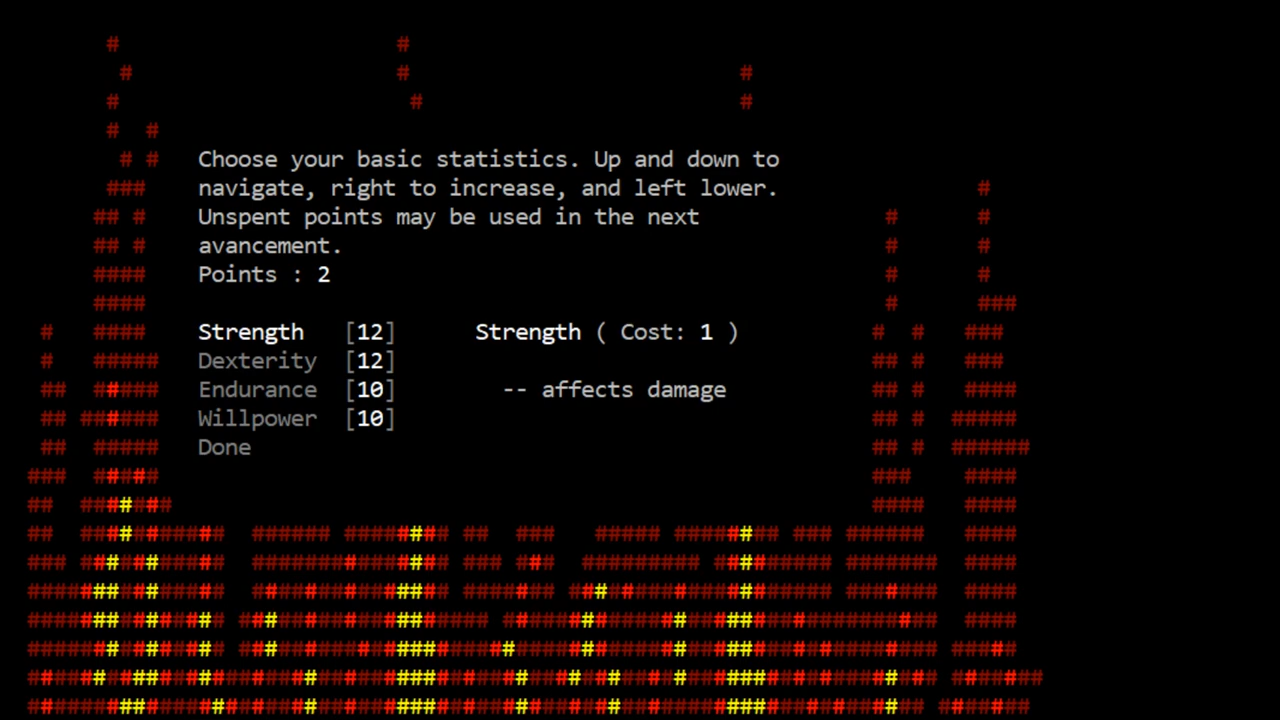 Choose your basic statistics. Up and down to
navigate, right to increase, and left lower.
Unspent points may be used in the next
avancement.
Points : 2
Strength [12] Strength ( Cost: 1 )
Dexterity [12]
Endurance [10] -- affects damage
Willpower [10]
Done